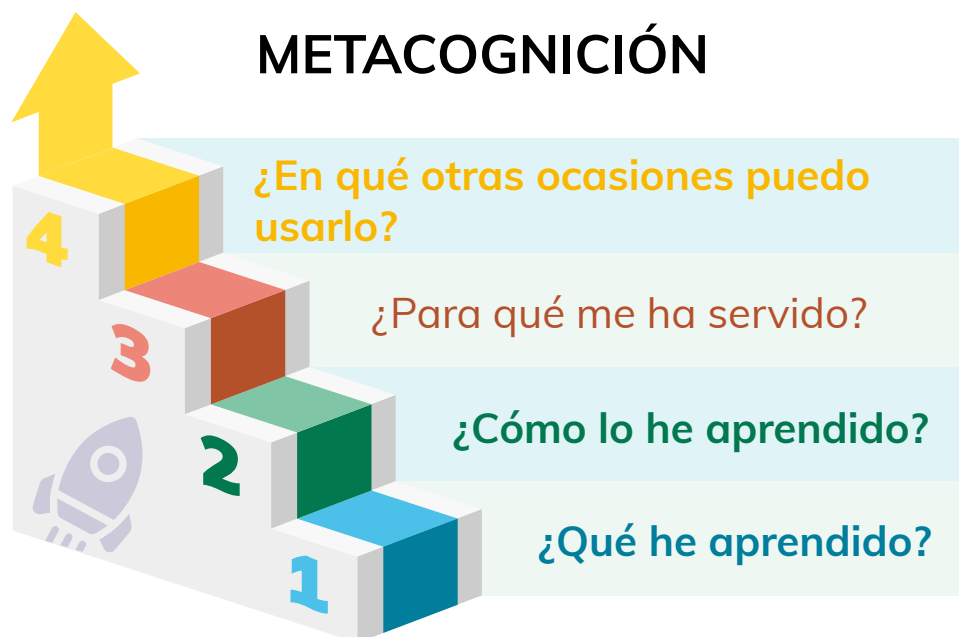 METACOGNICIÓN
¿En qué otras ocasiones puedo
usarlo?
4
¿Para qué me ha servido?
3
¿Cómo lo he aprendido?
2
¿Qué he aprendido?
1